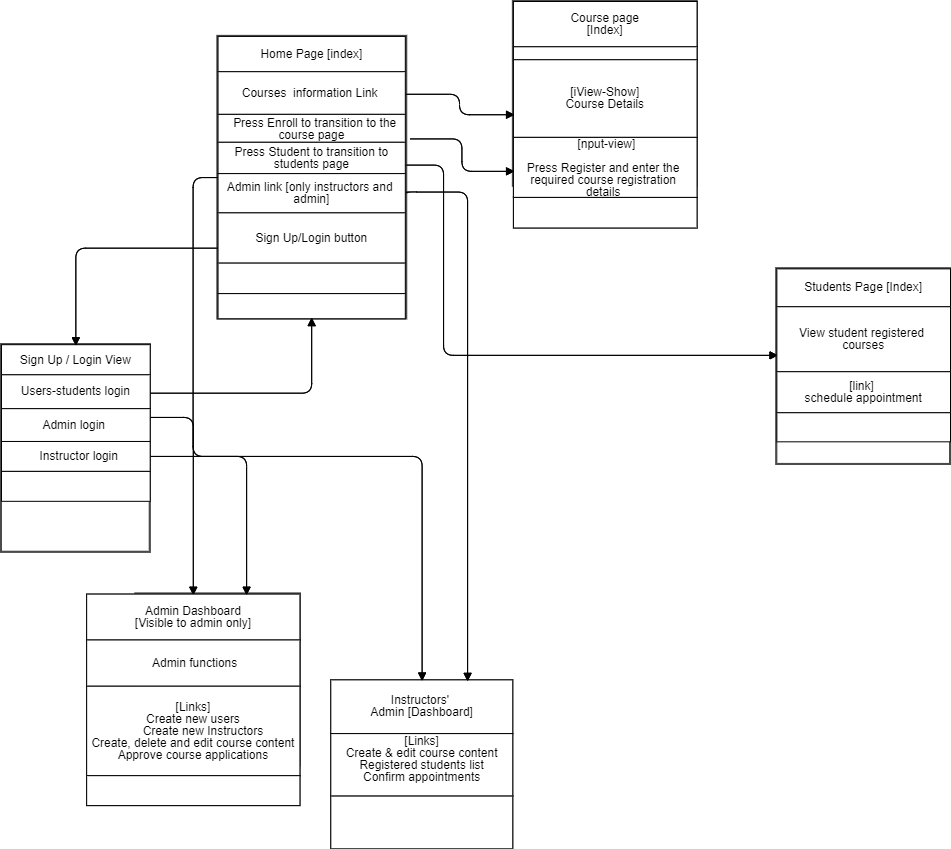 Course page
[Index]
[iView-Show]
Course Details
[nput-view]
Press Register and enter the
required course registration
details
Home Page [index]
Courses  information Link
Press Enroll to transition to the
course page
Press Student to transition to
students page
Admin link [only instructors and
admin]
Sign Up/Login button
Students Page [Index]
View student registered
courses
[link]
schedule appointment
Sign Up / Login View
Users-students login
Admin login
Instructor login
Admin Dashboard
[Visible to admin only]
Admin functions
[Links]
Create new users
Create new Instructors
Create, delete and edit course content
Approve course applications
Instructors'
Admin [Dashboard]
[Links]
Create & edit course content
Registered students list
Confirm appointments